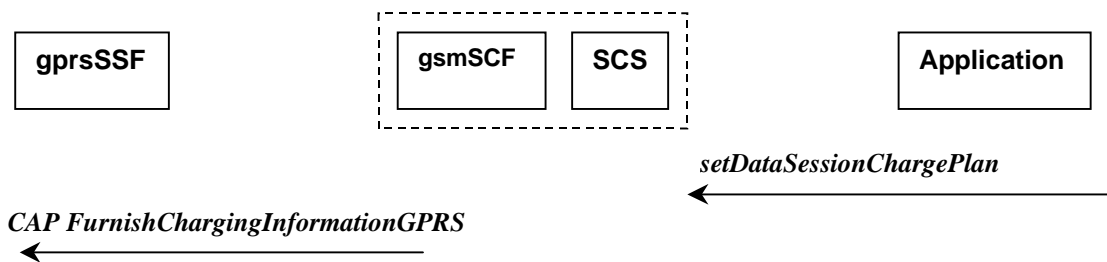 gprsSSF
gsmSCF
SCS
Application
setDataSessionChargePlan
CAP FurnishChargingInformationGPRS